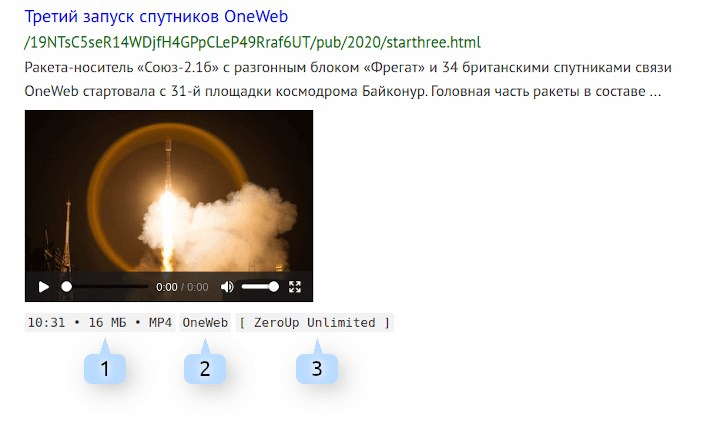 Третий запуск спутников OneWeb
/19NTsC5seR14WDjfH4GPpCLeP49Rraf6UT/pub/2020/starthree.html
Ракета-носитель «Союз-2.1б» с разгонным блоком «Фрегат» и 34 британскими спутниками связи
OneWeb стартовала с 31-й площадки космодрома Байконур. Головная часть ракеты в составе ...
0:00 / 0:00
10:31 • 16 МБ • MP4 OneWeb [ ZeroUp Unlimited ]
1 2 3